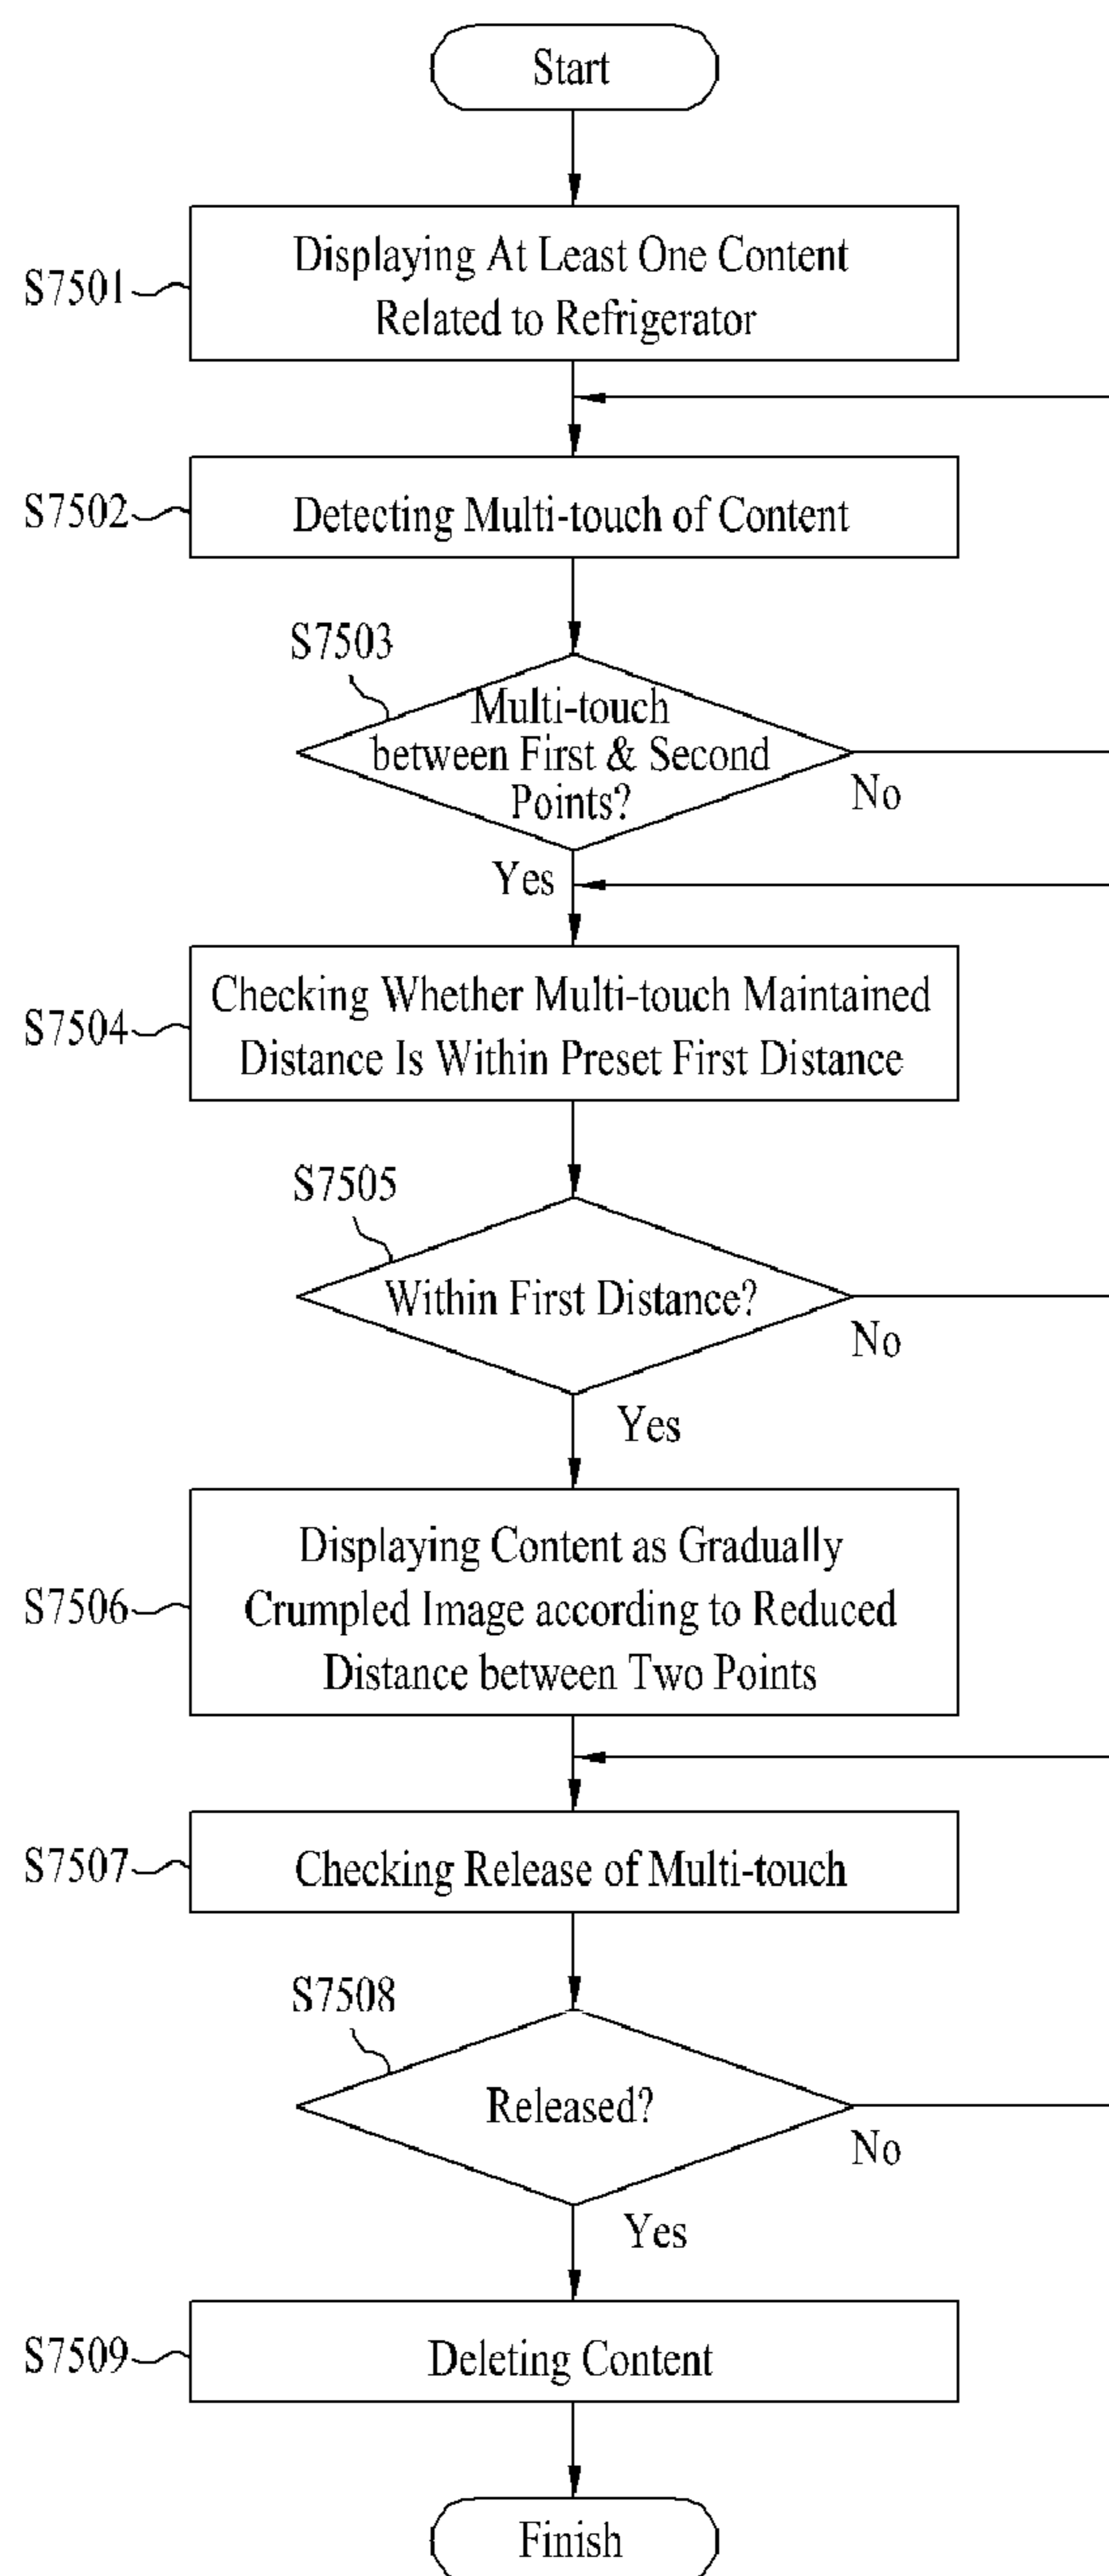 Start
S7501
Displaying At Least One Content
Related to Refrigerator
S7502
Detecting Multi-touch of Content
S7503
Multi-touch
between First & Second
Points?
No
Yes
S7504
Checking Whether Multi-touch Maintained
Distance Is Within Preset First Distance
S7505
Within First Distance?
No
Yes
S7506
Displaying Content as Gradually
Crumpled Image according to Reduced
Distance between Two Points
S7507
Checking Release of Multi-touch
S7508
Released?
No
Yes
S7509
Deleting Content
Finish